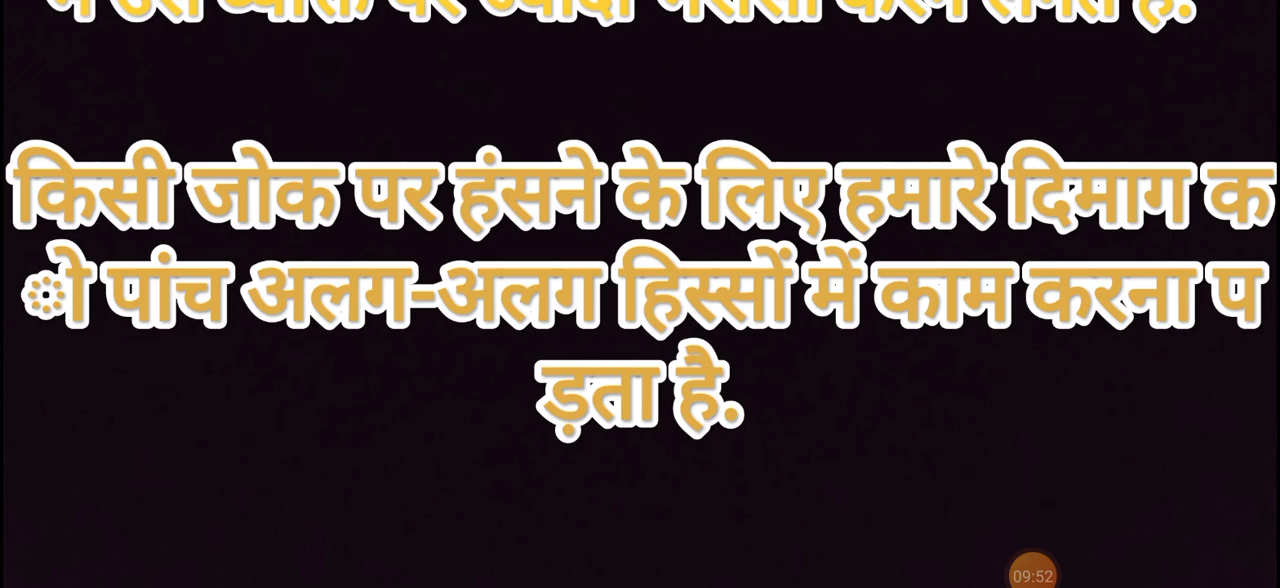 किसी जोक पर हंसने के लिए हमारे दिमाग क
ो पांच अलग-अलग हिस्सों में काम करना प
ड़ता है.
09:52